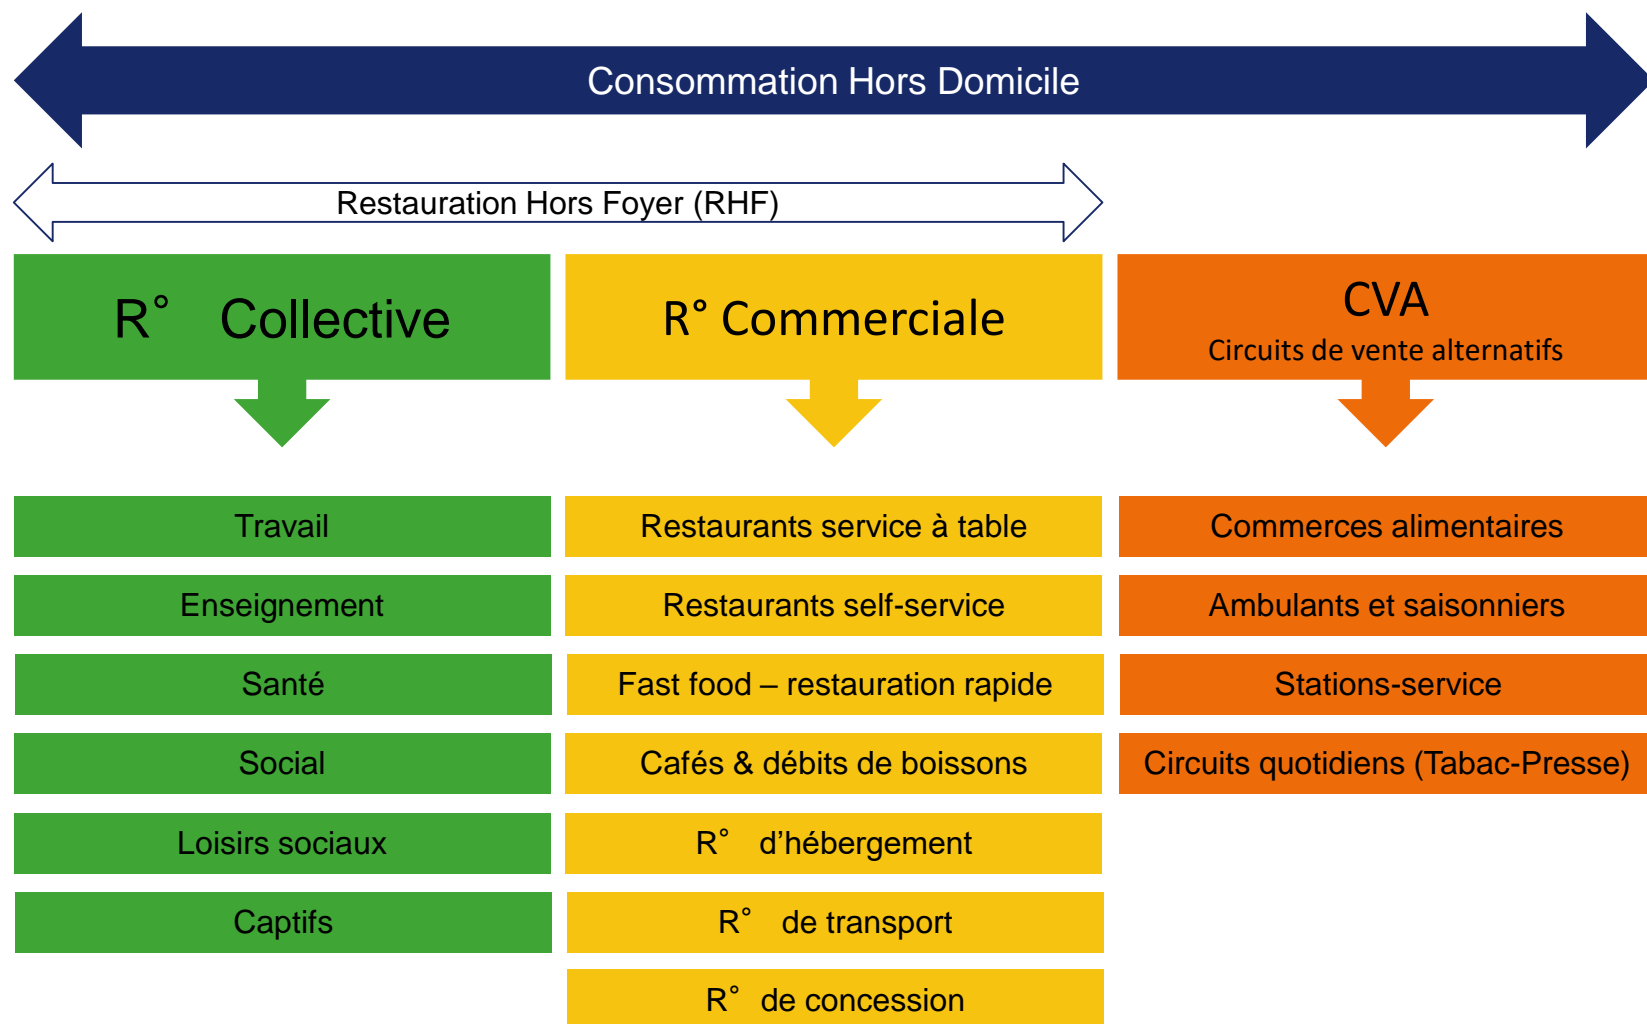 Consommation Hors Domicile
Restauration Hors Foyer (RHF)
R° Collective
R° Commerciale
CVA
Circuits de vente alternatifs
Travail
Enseignement
Santé
Social
Loisirs sociaux
Captifs
Restaurants service à table
Restaurants self-service
Fast food – restauration rapide
Cafés & débits de boissons
R° d’hébergement
R° de transport
R° de concession
Commerces alimentaires
Ambulants et saisonniers
Stations-service
Circuits quotidiens (Tabac-Presse)